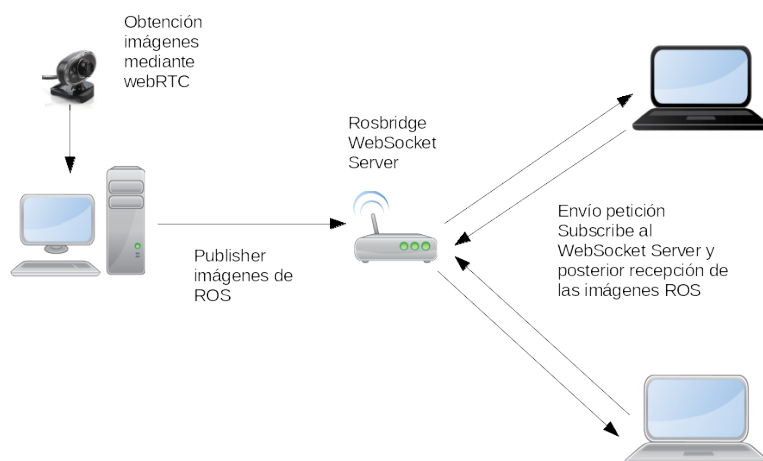 Obtención
imágenes
mediante
webRTC
Rosbridge
WebSocket
Server
Publisher
imágenes de
ROS
Envío petición
Subscribe al
WebSocket Server y
posterior recepción de
las imágenes ROS